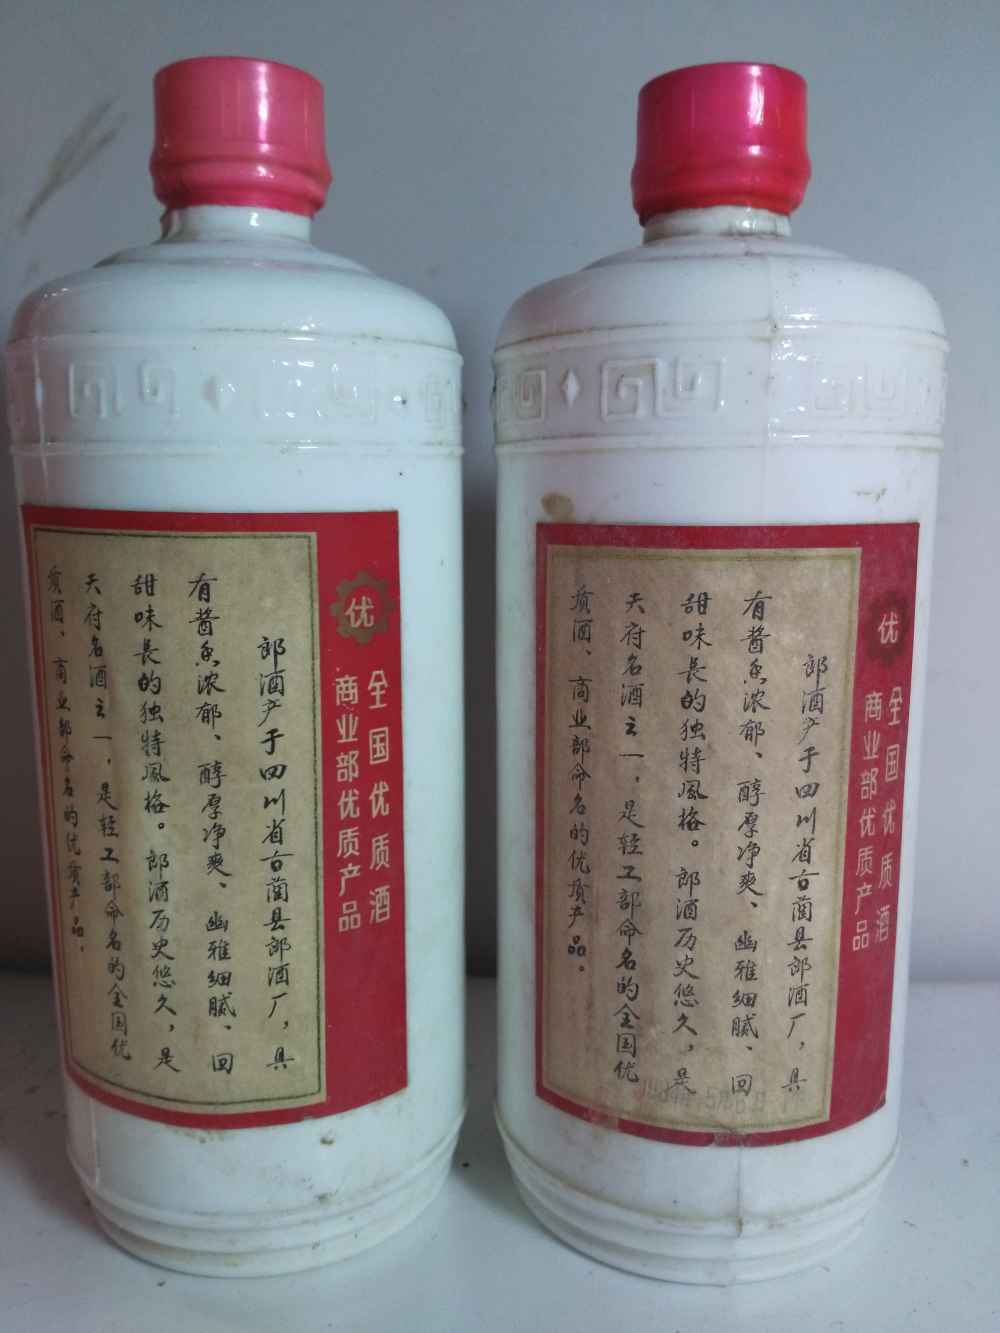 优
全国优质酒
商业部优质产品
郎酒产于四川省古蔺县郎酒厂，具
有酱香浓郁、醇厚净爽、幽雅细腻、回
甜味长的独特风格。郎酒历史悠久，是
天府名酒之一，是轻工部命名的全国优
质酒、商业部命名的优质产品。
优
全国优质酒
商业部优质产品
郎酒产于四川省古蔺县郎酒厂，具
有酱香浓郁、醇厚净爽、幽雅细腻、回
甜味长的独特风格。郎酒历史悠久，是
天府名酒之一，是轻工部命名的全国优
质酒、商业部命名的优质产品。